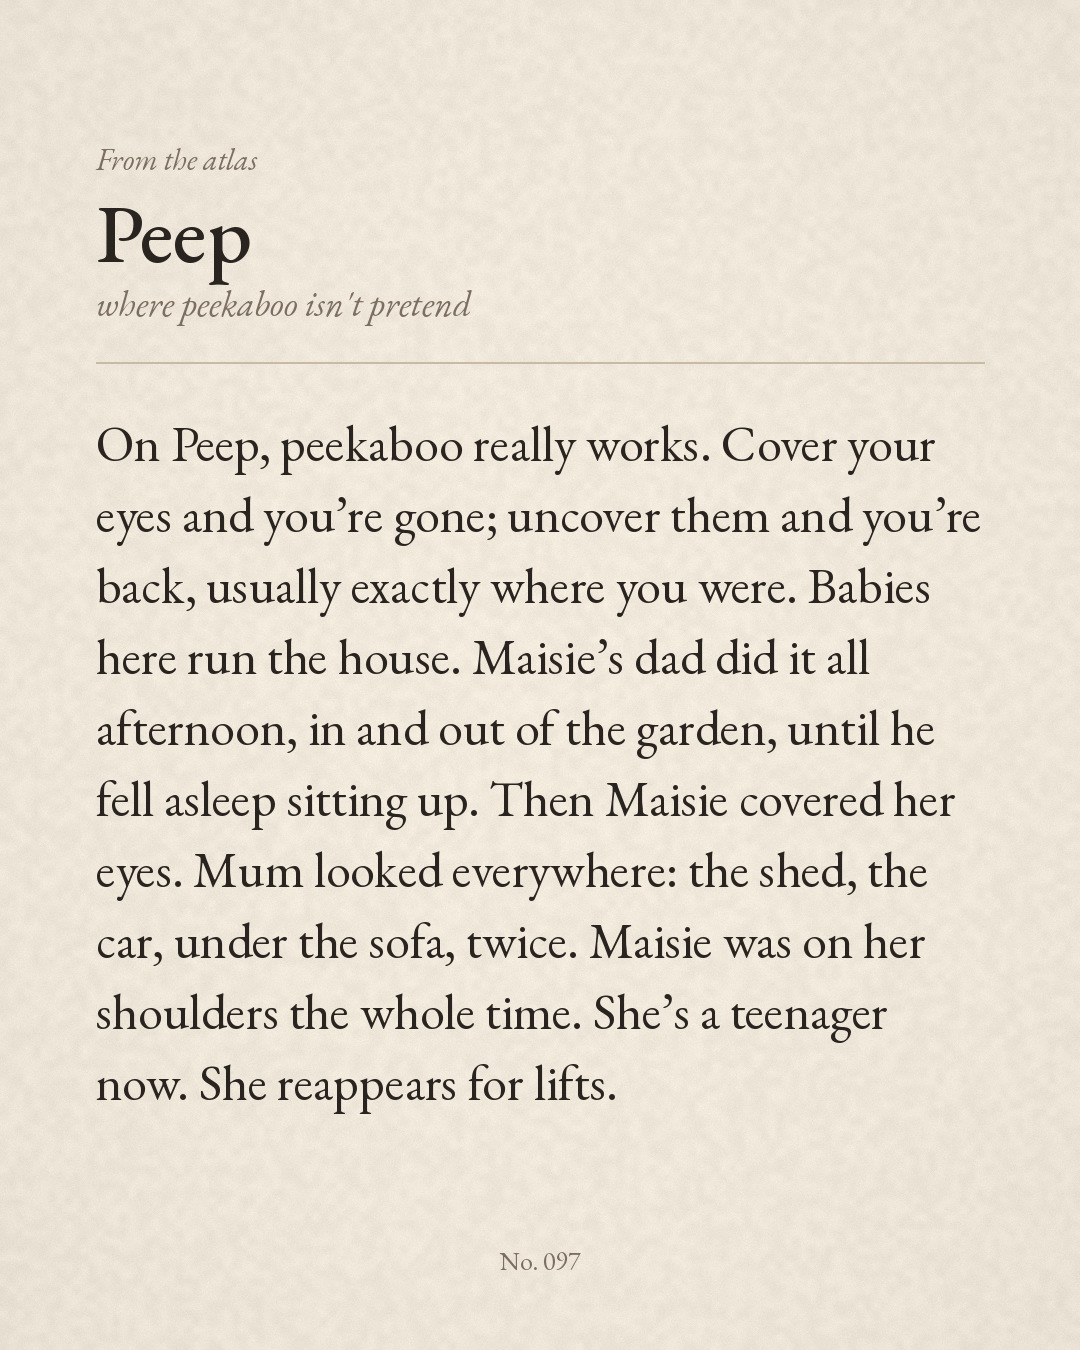 From the atlas
Peep
where peekaboo isn't pretend
On Peep, peekaboo really works. Cover your
eyes and you’re gone; uncover them and you’re
back, usually exactly where you were. Babies
here run the house. Maisie’s dad did it all
afternoon, in and out of the garden, until he
fell asleep sitting up. Then Maisie covered her
eyes. Mum looked everywhere: the shed, the
car, under the sofa, twice. Maisie was on her
shoulders the whole time. She’s a teenager
now. She reappears for lifts.
No. 097